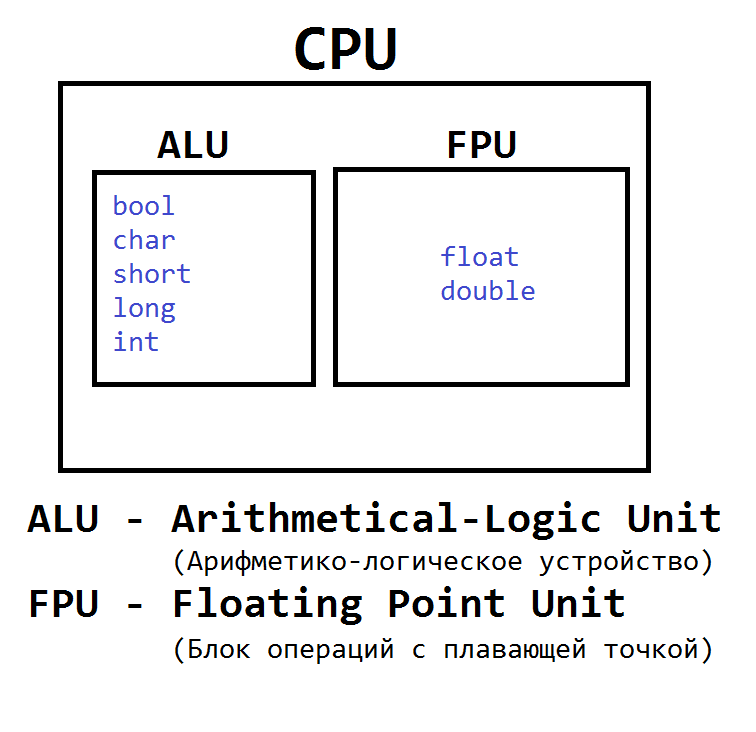 CPU
ALU
bool
char
short
long
int
FPU
float
double
ALU - Arithmetical-Logic Unit
(Арифметико-логическое устройство)
FPU - Floating Point Unit
(Блок операций с плавающей точкой)